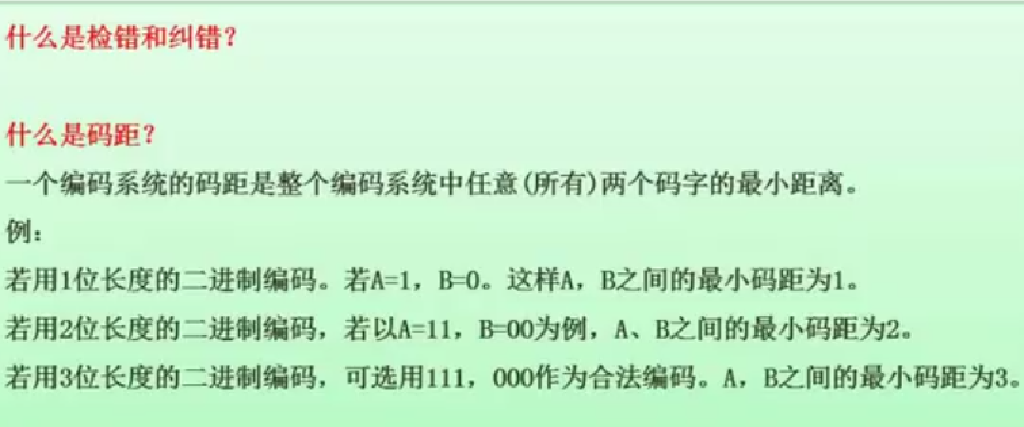 什么是检错和纠错?
什么是码距?
一个编码系统的码距是整个编码系统中任意(所有)两个码字的最小距离。
例:
若用1位长度的二进制编码。若A=1，B=0。这样A，B之间的最小码距为1。
若用2位长度的二进制编码，若以A=11，B=00为例，A、B之间的最小码距为2。
若用3位长度的二进制编码，可选用111，000作为合法编码。A，B之间的最小码距为3。